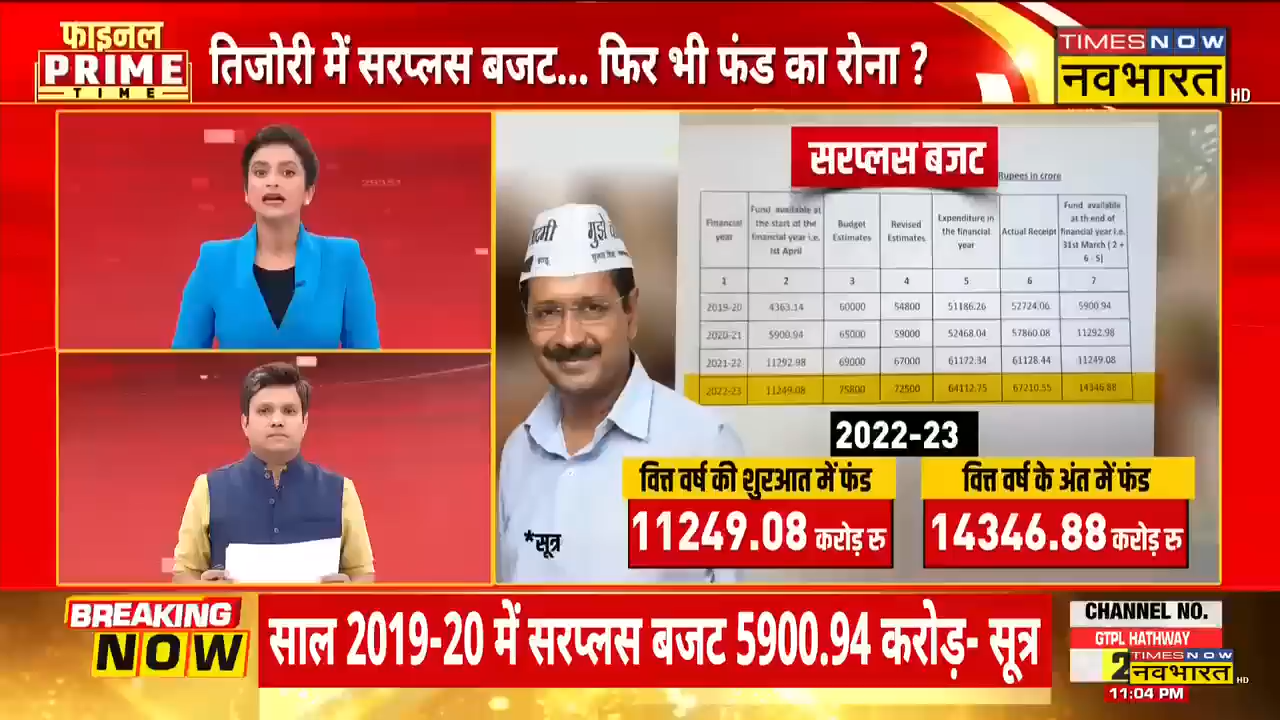 फाइनल
PRIME
TIME
तिजोरी में सरप्लस बजट... फिर भी फंड का रोना ?
TIMES NOW
नवभारत
HD
सरप्लस बजट
Rupees in crore
Financial year | Fund available at the start of the financial year i.e. 1st April | Budget Estimates | Revised Estimates | Expenditure in the financial year | Actual Receipt | Fund available at th end of financial year i.e. 31st March ( 2 + 6 - 5)
1 2 3 4 5 6 7
2019-20 4363.14 60000 54800 51186.26 52724.06 5900.94
2020-21 5900.94 65000 59000 52468.04 57860.08 11292.98
2021-22 11292.98 69000 67000 61172.34 61128.44 11249.08
2022-23 11249.08 75800 72500 64112.75 67210.55 14346.88
मुझे
2022-23
वित्त वर्ष की शुरुआत में फंड
11249.08 करोड़ रु
वित्त वर्ष के अंत में फंड
14346.88 करोड़ रु
*सूत्र
BREAKING
NOW
साल 2019-20 में सरप्लस बजट 5900.94 करोड़- सूत्र
CHANNEL NO.
GTPL HATHWAY
TIMES NOW
नवभारत
HD
11:04 PM